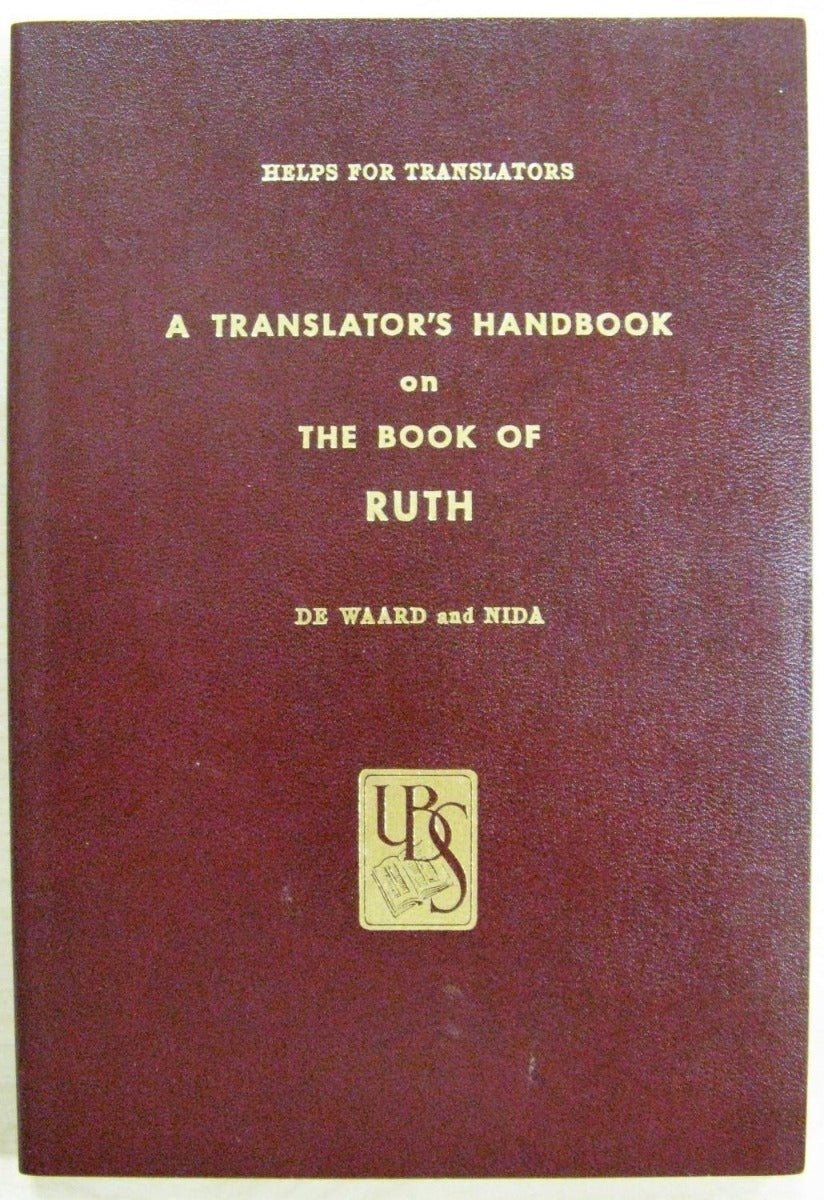 HELPS FOR TRANSLATORS
A TRANSLATOR'S HANDBOOK
on
THE BOOK OF
RUTH
DE WAARD and NIDA
UBS